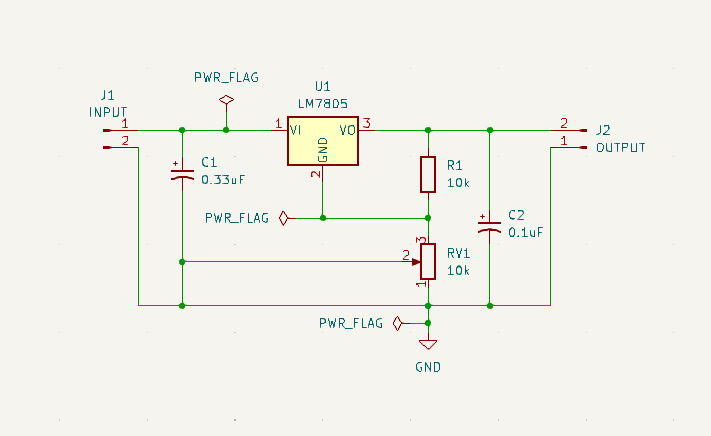 PWR_FLAG
J1
INPUT
1
2
U1
LM7805
1
VI
VO
3
GND
2
2
1
J2
OUTPUT
+
C1
0.33uF
R1
10k
PWR_FLAG
+
C2
0.1uF
3
2
RV1
10k
1
PWR_FLAG
GND